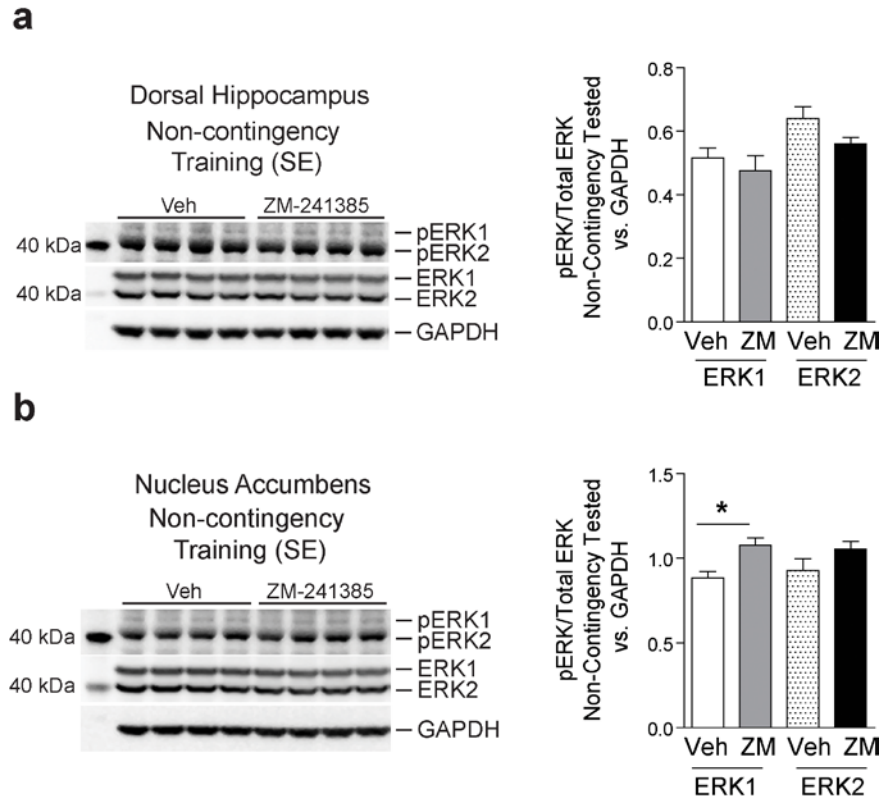 a
Dorsal Hippocampus
Non-contingency
Training (SE)
Veh ZM-241385
pERK1
40 kDa pERK2
ERK1
40 kDa ERK2
GAPDH
pERK/Total ERK
Non-Contingency Tested
vs. GAPDH
0.8
0.6
0.4
0.2
0.0
Veh ZM Veh ZM
ERK1 ERK2
b
Nucleus Accumbens
Non-contingency
Training (SE)
Veh ZM-241385
pERK1
40 kDa pERK2
ERK1
40 kDa ERK2
GAPDH
pERK/Total ERK
Non-Contingency Tested
vs. GAPDH
1.5
1.0
0.5
0.0
*
Veh ZM Veh ZM
ERK1 ERK2